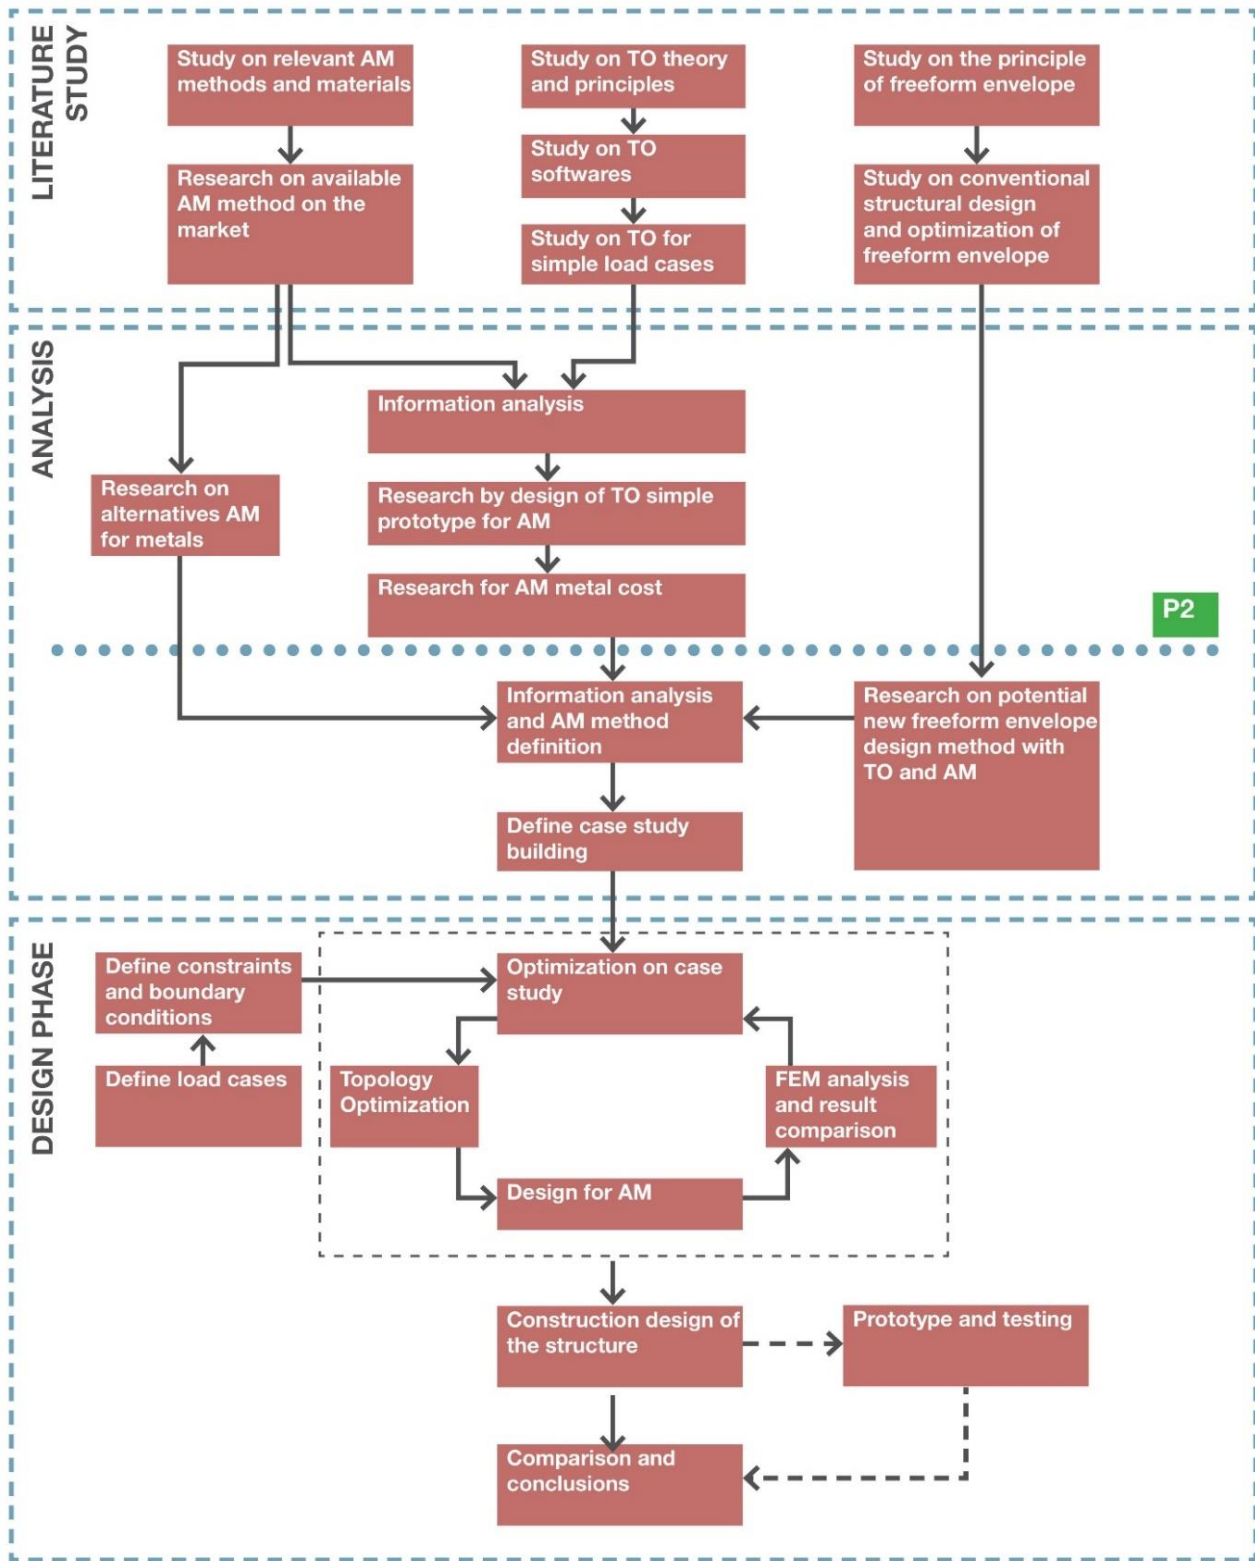 LITERATURE
STUDY
Study on relevant AM
methods and materials
Research on available
AM method on the
market
Study on TO theory
and principles
Study on TO
softwares
Study on TO for
simple load cases
Study on the principle
of freeform envelope
Study on conventional
structural design
and optimization of
freeform envelope
ANALYSIS
Information analysis
Research on
alternatives AM
for metals
Research by design of TO simple
prototype for AM
Research for AM metal cost
P2
Information analysis
and AM method
definition
Research on potential
new freeform envelope
design method with
TO and AM
Define case study
building
DESIGN PHASE
Define constraints
and boundary
conditions
Define load cases
Optimization on case
study
Topology
Optimization
FEM analysis
and result
comparison
Design for AM
Construction design of
the structure
Prototype and testing
Comparison and
conclusions